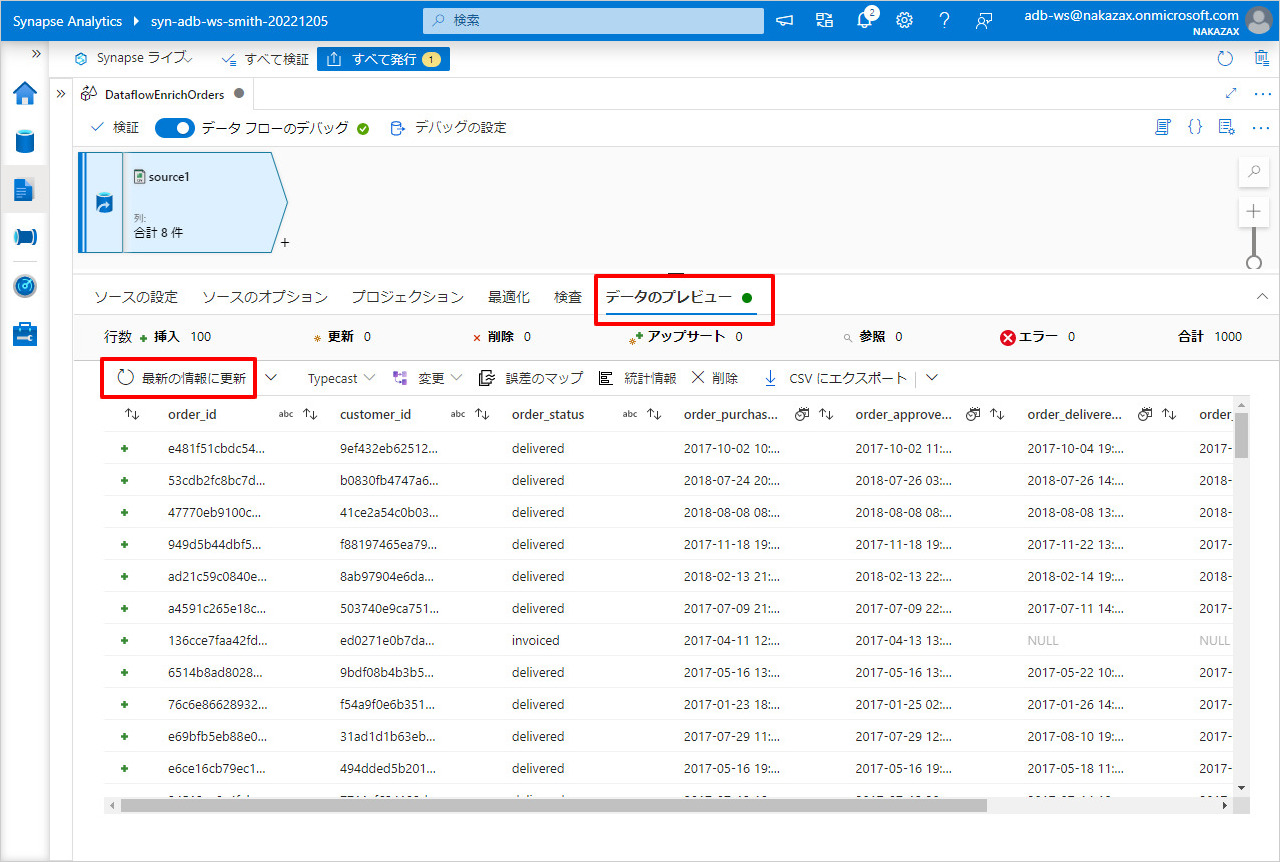 Synapse Analytics syn-adb-ws-smith-20221205 検索 2 adb-ws@nakazax.onmicrosoft.com
NAKAZAX
Synapse ライブ すべて検証 すべて発行 1
DataflowEnrichOrders
検証 データ フローのデバッグ デバッグの設定
source1
列:
合計 8 件
ソースの設定 ソースのオプション プロジェクション 最適化 検査 データのプレビュー
行数 挿入 100 更新 0 削除 0 アップサート 0 参照 0 エラー 0 合計 1000
最新の情報に更新 Typecast 変更 誤差のマップ 統計情報 削除 CSV にエクスポート
order_id abc customer_id abc order_status abc order_purchas... order_approve... order_delivere... order_
e481f51cbdc54... 9ef432eb62512... delivered 2017-10-02 10:... 2017-10-02 11:... 2017-10-04 19:... 2017-
53cdb2fc8bc7d... b0830fb4747a6... delivered 2018-07-24 20:... 2018-07-26 03:... 2018-07-26 14:... 2018-
47770eb9100c... 41ce2a54c0b03... delivered 2018-08-08 08:... 2018-08-08 08:... 2018-08-08 13:... 2018-
949d5b44dbf5... f88197465ea79... delivered 2017-11-18 19:... 2017-11-18 19:... 2017-11-22 13:... 2017-
ad21c59c0840e... 8ab97904e6da... delivered 2018-02-13 21:... 2018-02-13 22:... 2018-02-14 19:... 2018-
a4591c265e18c... 503740e9ca751... delivered 2017-07-09 21:... 2017-07-09 22:... 2017-07-11 14:... 2017-
136cce7faa42fd... ed0271e0b7da... invoiced 2017-04-11 12:... 2017-04-13 13:... NULL NULL
6514b8ad8028... 9bdf08b4b3b5... delivered 2017-05-16 13:... 2017-05-16 13:... 2017-05-22 10:... 2017-
76c6e86628932... f54a9f0e6b351... delivered 2017-01-23 18:... 2017-01-25 02:... 2017-01-26 14:... 2017-
e69bfb5eb88e0... 31ad1d1b63eb... delivered 2017-07-29 11:... 2017-07-29 12:... 2017-08-10 19:... 2017-
e6ce16cb79ec1... 494dded5b201... delivered 2017-05-16 19:... 2017-05-16 19:... 2017-05-18 11:... 2017-